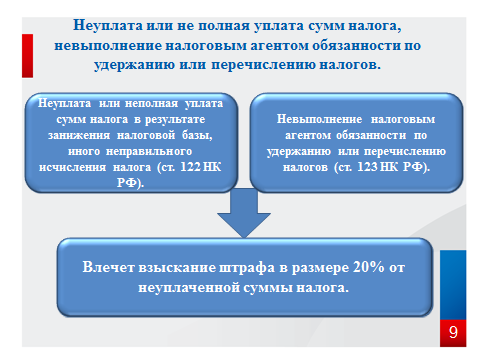 Неуплата или не полная уплата сумм налога,
невыполнение налоговым агентом обязанности по
удержанию или перечислению налогов.
Неуплата или неполная уплата
сумм налога в результате
занижения налоговой базы,
иного неправильного
исчисления налога (ст. 122 НК
РФ).
Невыполнение налоговым
агентом обязанности по
удержанию или перечислению
налогов (ст. 123 НК РФ).
Влечет взыскание штрафа в размере 20% от
неуплаченной суммы налога.
9